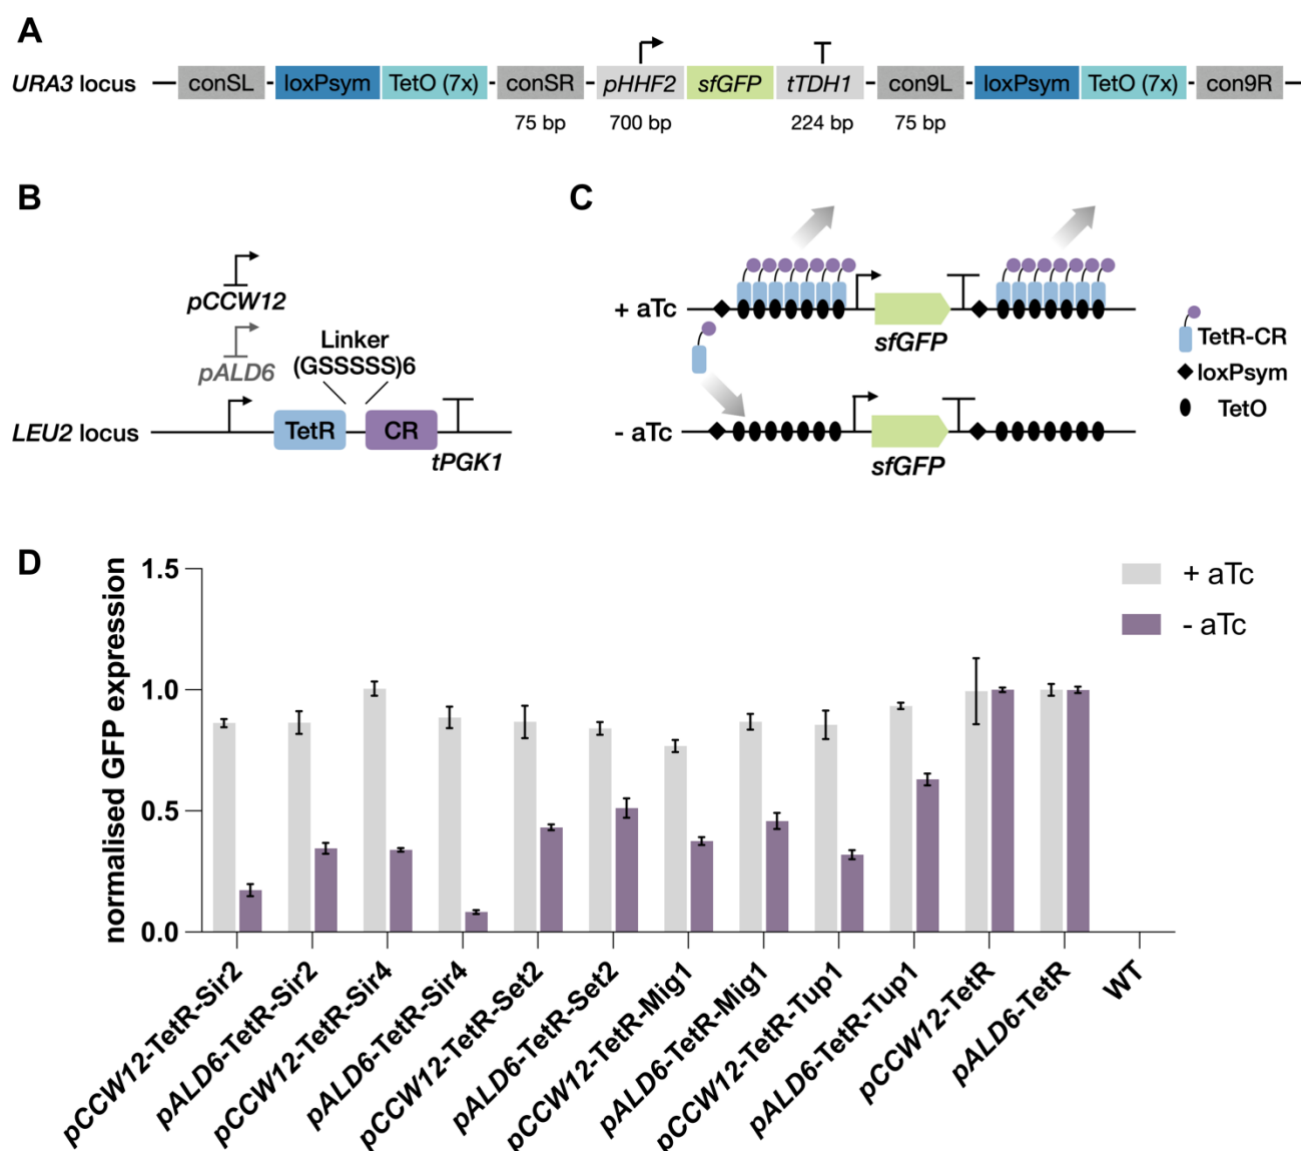 A
URA3 locus
conSL
loxPsym
TetO (7x)
conSR
pHHF2
sfGFP
tTDH1
con9L
loxPsym
TetO (7x)
con9R
75 bp
700 bp
224 bp
75 bp
B
pCCW12
pALD6
Linker
(GSSSSSS)6
LEU2 locus
TetR
CR
tPGK1
C
+ aTc
sfGFP
- aTc
sfGFP
TetR-CR
loxPsym
TetO
D
normalised GFP expression
1.5
1.0
0.5
0.0
+ aTc
- aTc
pCCW12-TetR-Sir2
pALD6-TetR-Sir2
pCCW12-TetR-Sir4
pALD6-TetR-Sir4
pCCW12-TetR-Set2
pALD6-TetR-Set2
pCCW12-TetR-Mig1
pALD6-TetR-Mig1
pCCW12-TetR-Tup1
pALD6-TetR-Tup1
pCCW12-TetR
pALD6-TetR
WT